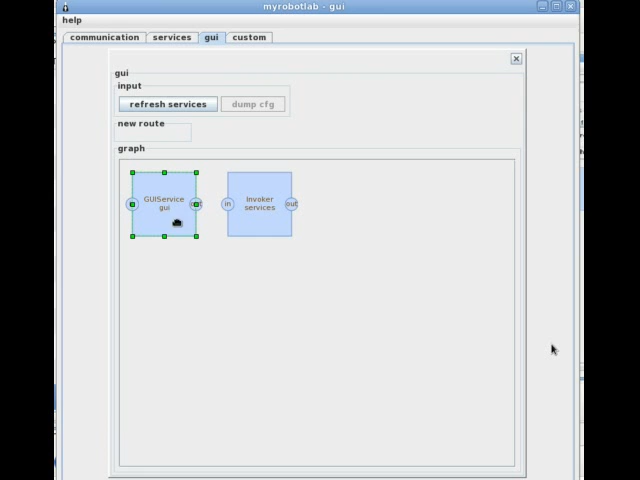 myrobotlab - gui
help
communication services gui custom
gui
input
refresh services dump cfg
new route
graph
GUIService
gui
in
Invoker
services
out